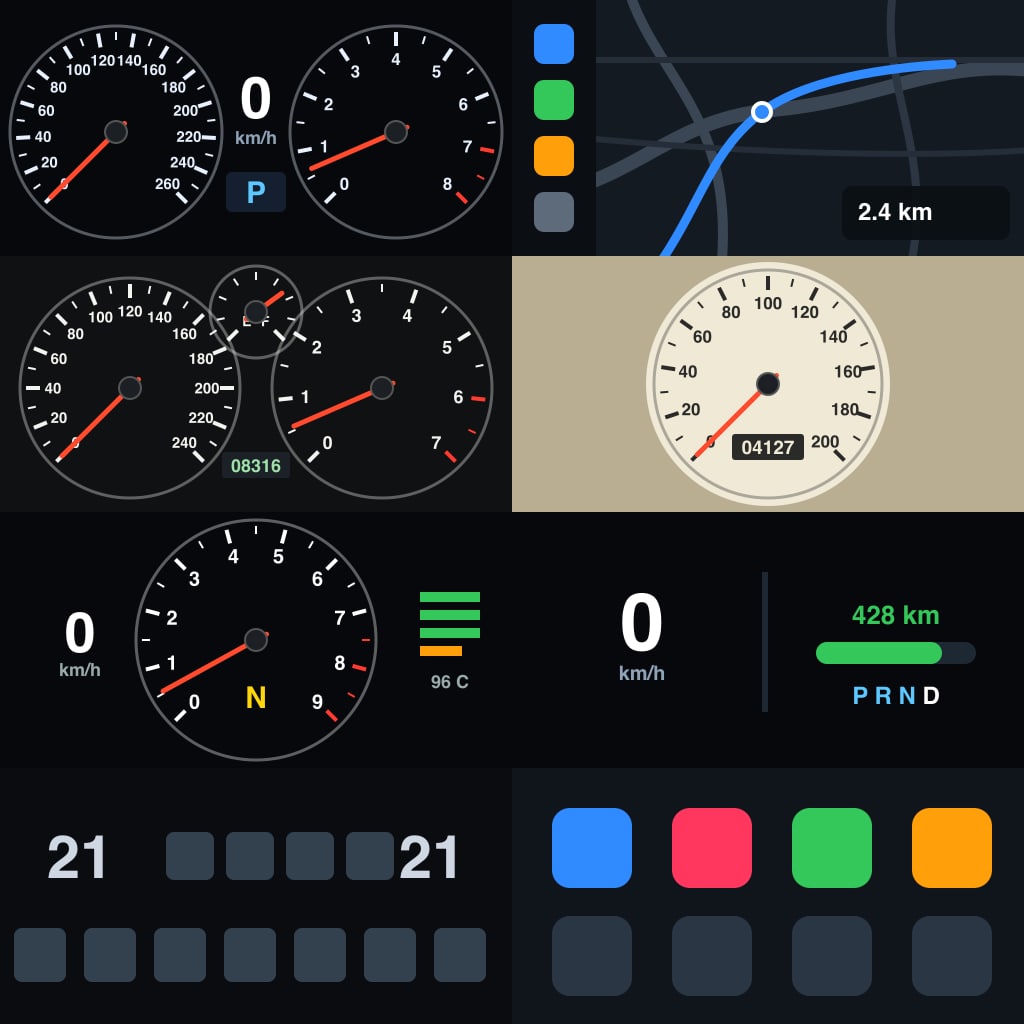 0 20 40 60 80 100 120 140 160 180 200 220 240 260
0
km/h
P
0 1 2 3 4 5 6 7 8
2.4 km
0 20 40 60 80 100 120 140 160 180 200 220 240
E F
08316
0 1 2 3 4 5 6 7
0 20 40 60 80 100 120 140 160 180 200
04127
0
km/h
0 1 2 3 4 5 6 7 8 9
N
96 C
0
km/h
428 km
P R N D
21
21